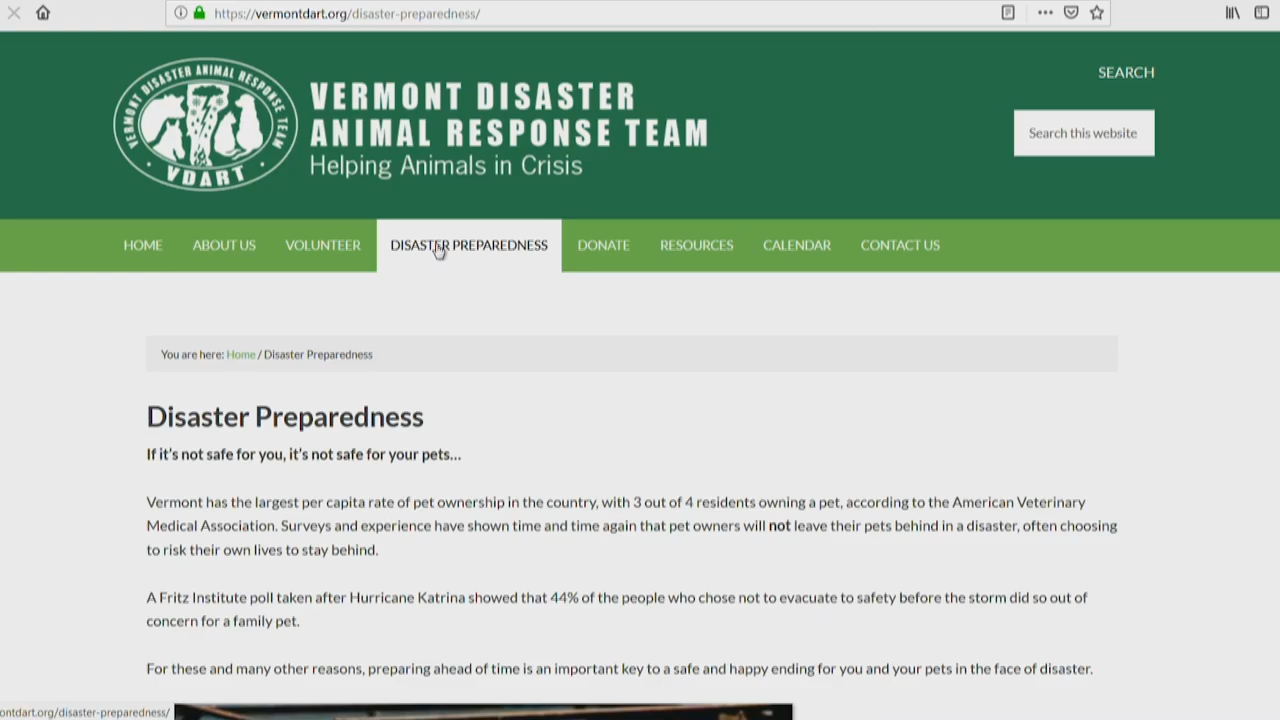 https://vermontdart.org/disaster-preparedness/
VERMONT DISASTER ANIMAL RESPONSE TEAM
VDART
VERMONT DISASTER
ANIMAL RESPONSE TEAM
Helping Animals in Crisis
SEARCH
Search this website
HOME ABOUT US VOLUNTEER DISASTER PREPAREDNESS DONATE RESOURCES CALENDAR CONTACT US
You are here: Home / Disaster Preparedness
Disaster Preparedness
If it's not safe for you, it's not safe for your pets...
Vermont has the largest per capita rate of pet ownership in the country, with 3 out of 4 residents owning a pet, according to the American Veterinary
Medical Association. Surveys and experience have shown time and time again that pet owners will not leave their pets behind in a disaster, often choosing
to risk their own lives to stay behind.
A Fritz Institute poll taken after Hurricane Katrina showed that 44% of the people who chose not to evacuate to safety before the storm did so out of
concern for a family pet.
For these and many other reasons, preparing ahead of time is an important key to a safe and happy ending for you and your pets in the face of disaster.
ontdart.org/disaster-preparedness/